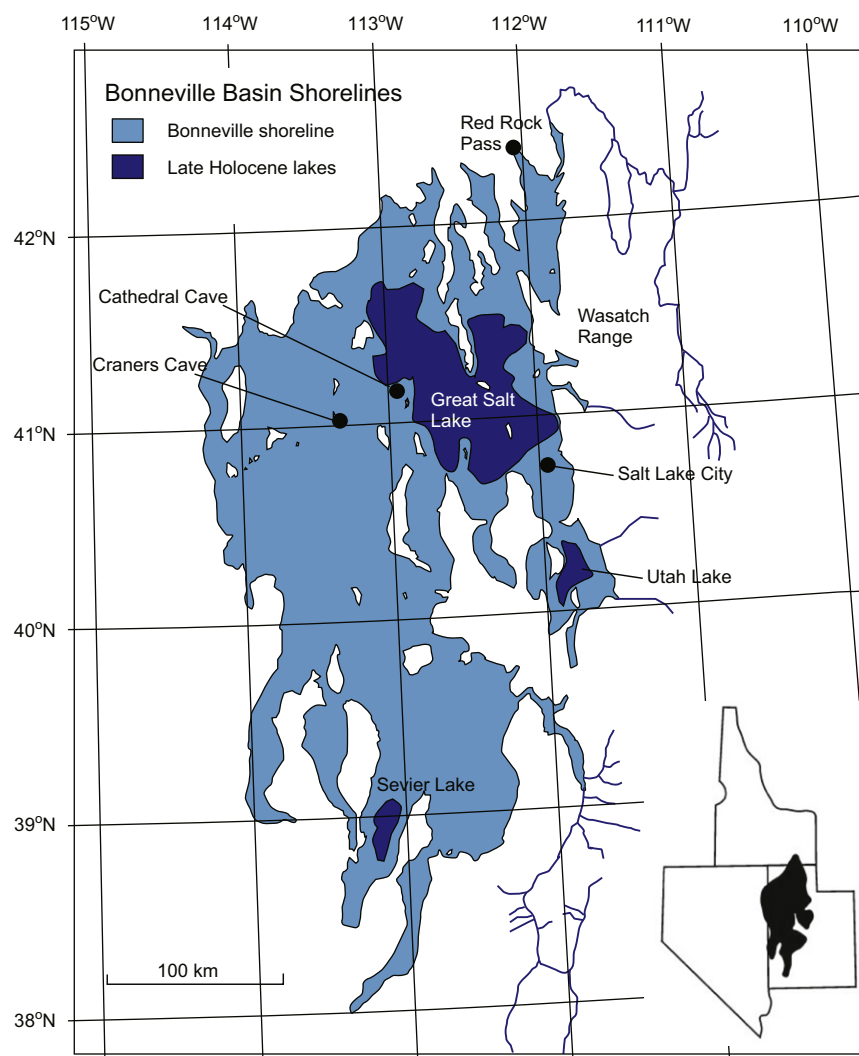 115°W 114°W 113°W 112°W 111°W 110°W
Bonneville Basin Shorelines
Bonneville shoreline
Late Holocene lakes
Red Rock
Pass
42°N
Cathedral Cave
Craners Cave
Wasatch
Range
Great Salt
Lake
41°N
Salt Lake City
Utah Lake
40°N
Sevier Lake
39°N
100 km
38°N